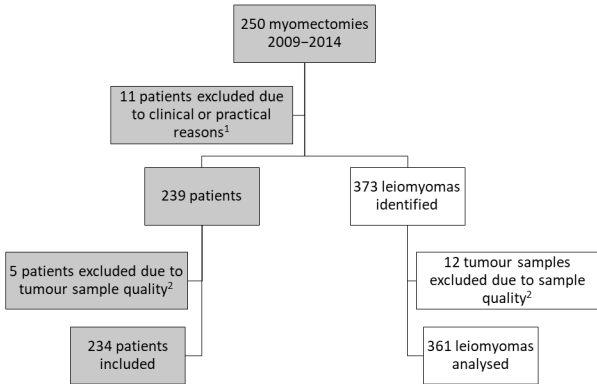 250 myomectomies
2009–2014
11 patients excluded due
to clinical or practical
reasons1
239 patients
373 leiomyomas
identified
5 patients excluded due to
tumour sample quality2
12 tumour samples
excluded due to sample
quality2
234 patients
included
361 leiomyomas
analysed